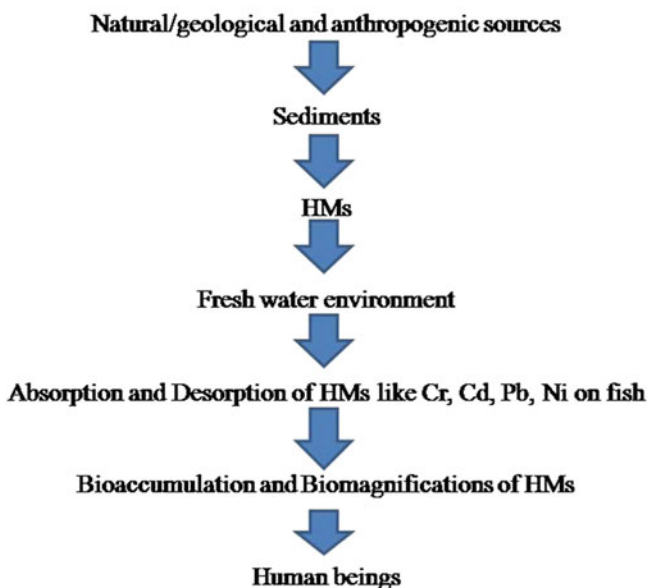 Natural/geological and anthropogenic sources
Sediments
HMs
Fresh water environment
Absorption and Desorption of HMs like Cr, Cd, Pb, Ni on fish
Bioaccumulation and Biomagnifications of HMs
Human beings